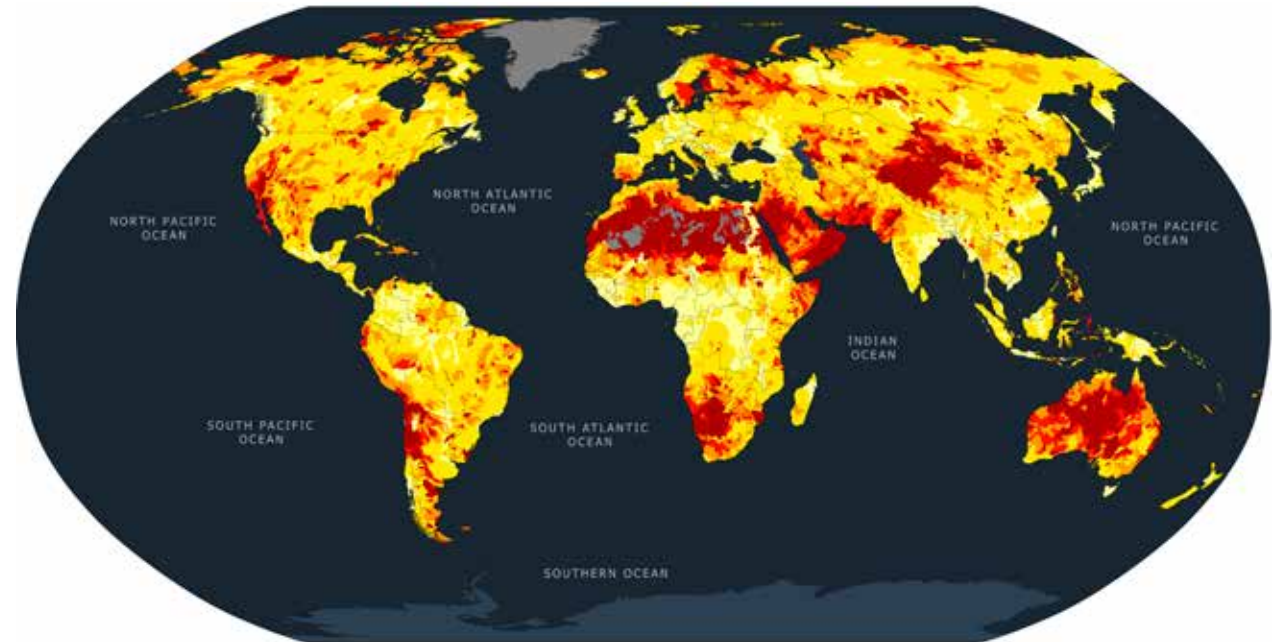 NORTH ATLANTIC
OCEAN
NORTH PACIFIC
OCEAN
NORTH PACIFIC
OCEAN
INDIAN
OCEAN
SOUTH PACIFIC
OCEAN
SOUTH ATLANTIC
OCEAN
SOUTHERN OCEAN